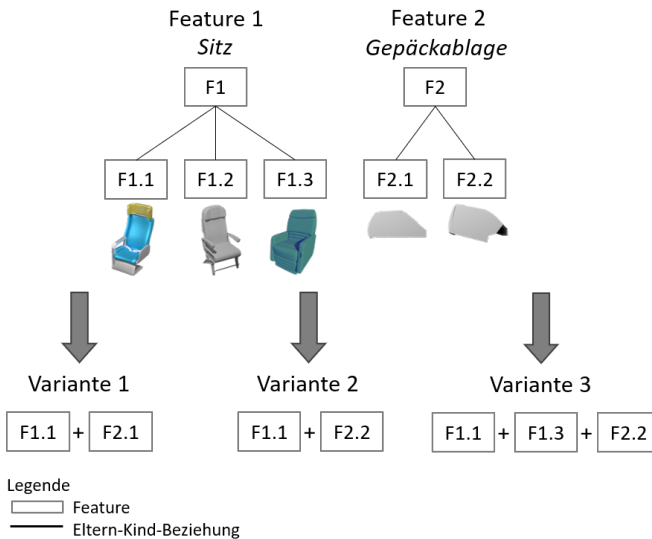 Feature 1
Sitz
Feature 2
Gepäckablage
F1
F2
F1.1
F1.2
F1.3
F2.1
F2.2
Variante 1
Variante 2
Variante 3
F1.1 + F2.1
F1.1 + F2.2
F1.1 + F1.3 + F2.2
Legende
Feature
Eltern-Kind-Beziehung